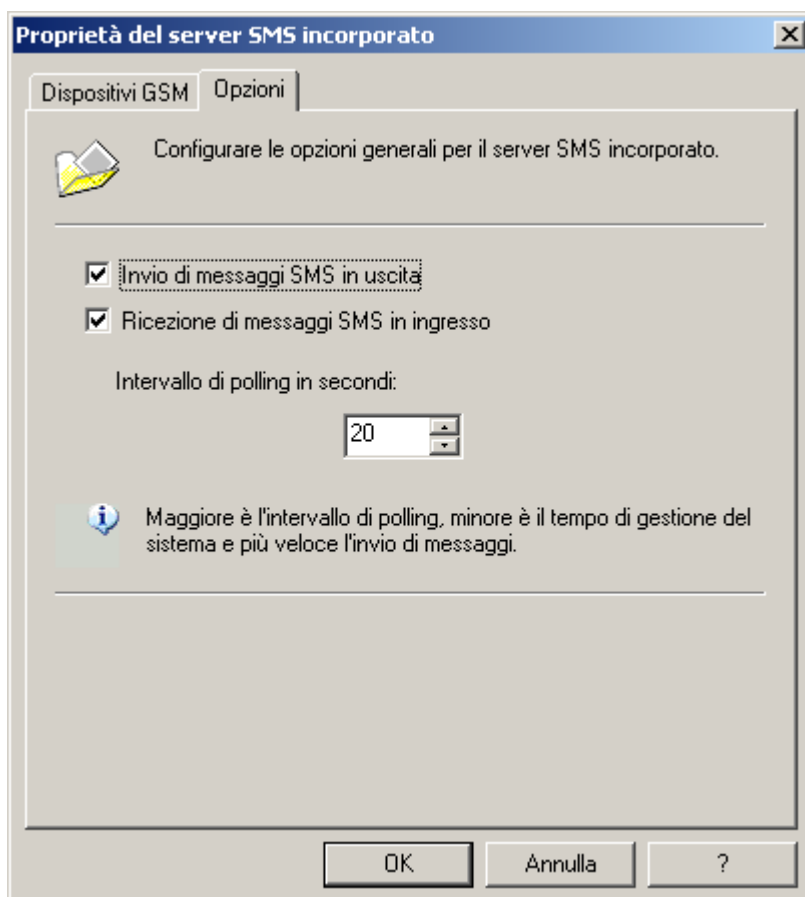 Proprietà del server SMS incorporato
Dispositivi GSM
Opzioni
Configurare le opzioni generali per il server SMS incorporato.
Invio di messaggi SMS in uscita
Ricezione di messaggi SMS in ingresso
Intervallo di polling in secondi:
20
Maggiore è l'intervallo di polling, minore è il tempo di gestione del
sistema e più veloce l'invio di messaggi.
OK
Annulla
?